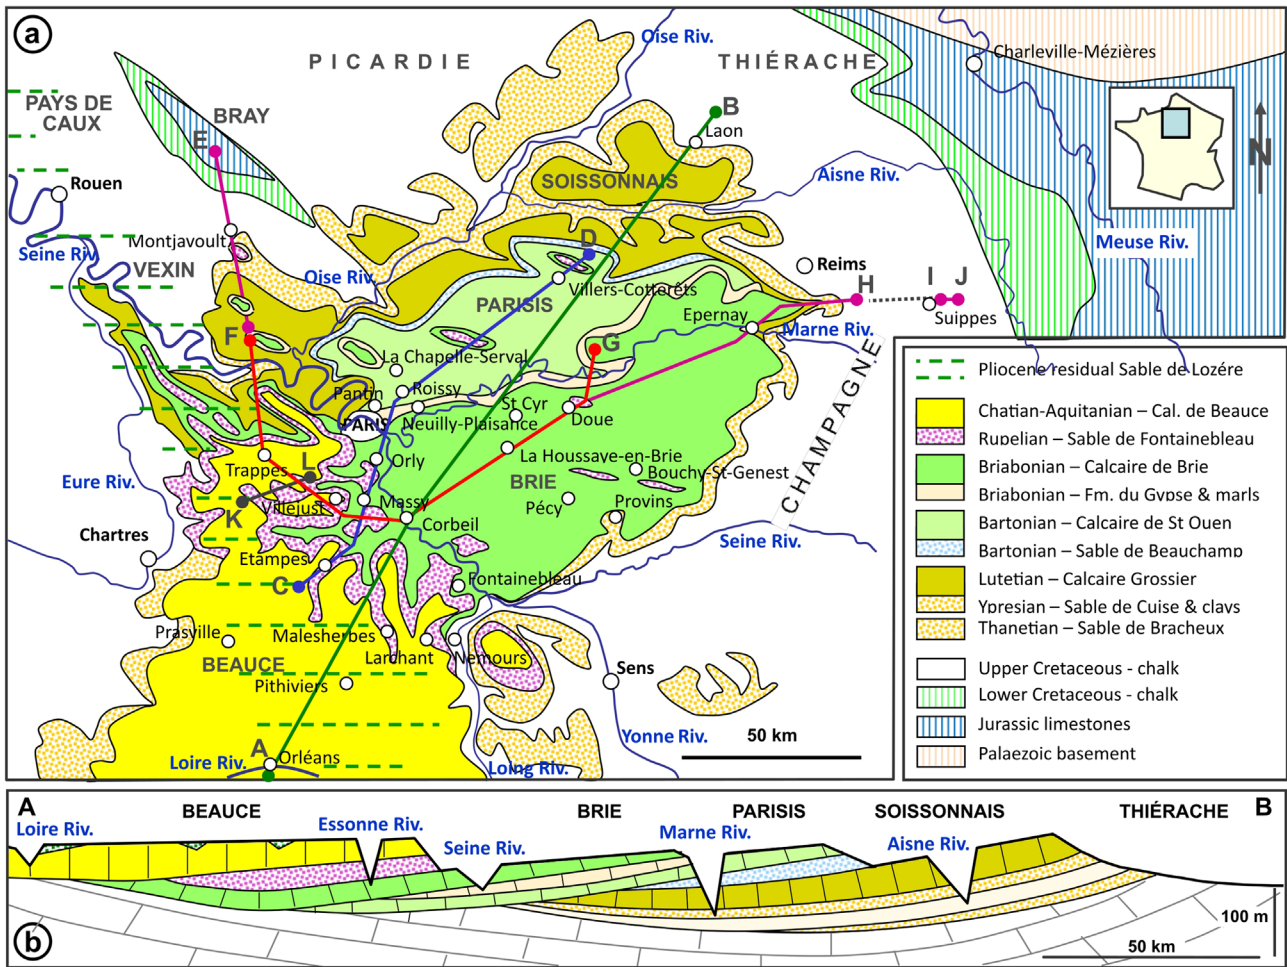 a
Oise Riv.
PICARDIE
THIÉRACHE
Charleville-Mézières
PAYS DE
CAUX
BRAY
E
B
Laon
N
Rouen
SOISSONNAIS
Aisne Riv.
Montjavoult
Seine Riv.
VEXIN
Oise Riv.
D
Meuse Riv.
Reims
Villers-Cotterêts
PARISIS
H
I
J
Suippes
Epernay
Marne Riv.
F
G
La Chapelle-Serval
Pantin
Roissy
PARIS
Neuilly-Plaisance
St Cyr
Doue
CHAMPAGNE
Trappes
L
Orly
La Houssaye-en-Brie
BRIE
Bouchy-St-Genest
Eure Riv.
K
Villejust
Massy
Pécy
Provins
Corbeil
Chartres
Seine Riv.
Etampes
C
Fontainebleau
Prasville
Malesherbes
BEAUCE
Larchant
Nemours
Sens
Pithiviers
A
Orléans
Loire Riv.
Loing Riv.
Yonne Riv.
50 km
Pliocene residual Sable de Lozére
Chatian-Aquitanian – Cal. de Beauce
Rupelian – Sable de Fontainebleau
Briabonian – Calcaire de Brie
Briabonian – Fm. du Gypse & marls
Bartonian – Calcaire de St Ouen
Bartonian – Sable de Beauchamp
Lutetian – Calcaire Grossier
Ypresian – Sable de Cuise & clays
Thanetian – Sable de Bracheux
Upper Cretaceous - chalk
Lower Cretaceous - chalk
Jurassic limestones
Palaezoic basement
A
BEAUCE
BRIE
PARISIS
SOISSONNAIS
THIÉRACHE
B
Loire Riv.
Essonne Riv.
Seine Riv.
Marne Riv.
Aisne Riv.
100 m
50 km
b